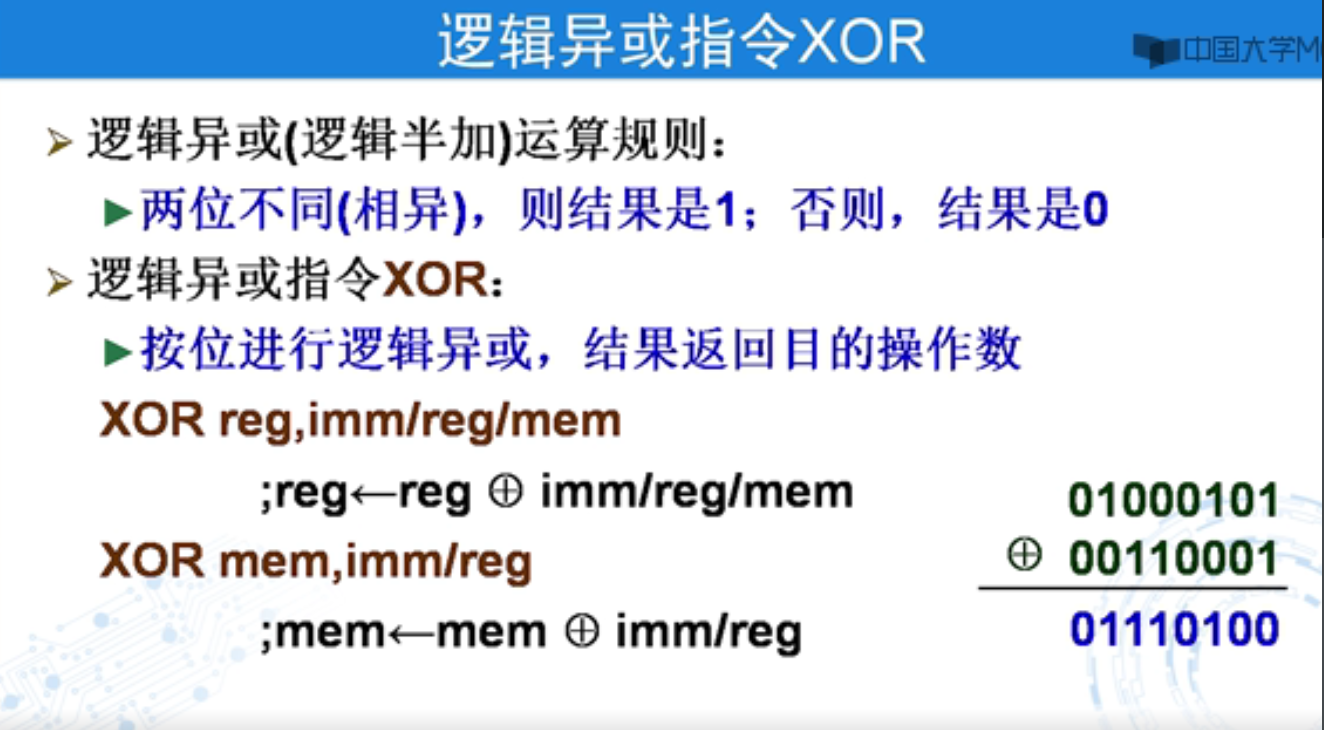 逻辑异或指令XOR
中国大学M
逻辑异或(逻辑半加)运算规则：
两位不同(相异)，则结果是1；否则，结果是0
逻辑异或指令XOR：
按位进行逻辑异或，结果返回目的操作数
XOR reg,imm/reg/mem
;reg←reg ⊕ imm/reg/mem
XOR mem,imm/reg
;mem←mem ⊕ imm/reg
01000101
⊕ 00110001
01110100